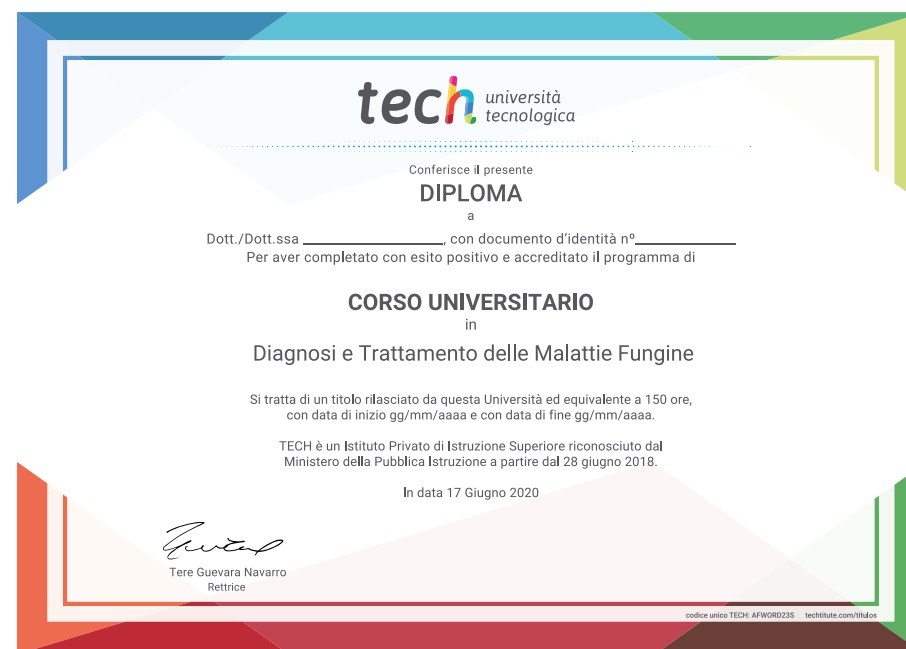 tech università
tecnologica
Conferisce il presente
DIPLOMA
a
Dott./Dott.ssa ____________________, con documento d'identità nº______________
Per aver completato con esito positivo e accreditato il programma di
CORSO UNIVERSITARIO
in
Diagnosi e Trattamento delle Malattie Fungine
Si tratta di un titolo rilasciato da questa Università ed equivalente a 150 ore,
con data di inizio gg/mm/aaaa e con data di fine gg/mm/aaaa.
TECH è un Istituto Privato di Istruzione Superiore riconosciuto dal
Ministero della Pubblica Istruzione a partire dal 28 giugno 2018.
In data 17 Giugno 2020
Tere Guevara Navarro
Rettrice
codice unico TECH: AFWORD23S techtitute.com/titulos